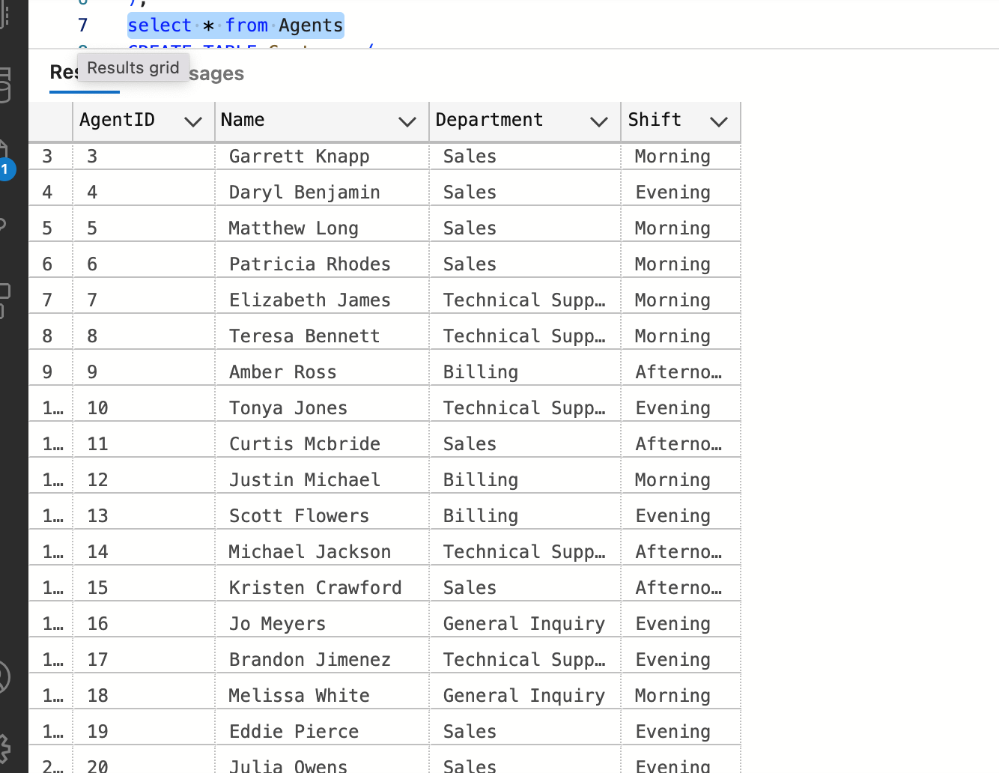 7 select * from Agents
Results grid
AgentID Name Department Shift
3 3 Garrett Knapp Sales Morning
4 4 Daryl Benjamin Sales Evening
5 5 Matthew Long Sales Morning
6 6 Patricia Rhodes Sales Morning
7 7 Elizabeth James Technical Supp… Morning
8 8 Teresa Bennett Technical Supp… Morning
9 9 Amber Ross Billing Afterno…
1… 10 Tonya Jones Technical Supp… Evening
1… 11 Curtis Mcbride Sales Afterno…
1… 12 Justin Michael Billing Morning
1… 13 Scott Flowers Billing Evening
1… 14 Michael Jackson Technical Supp… Afterno…
1… 15 Kristen Crawford Sales Afterno…
1… 16 Jo Meyers General Inquiry Evening
1… 17 Brandon Jimenez Technical Supp… Evening
1… 18 Melissa White General Inquiry Morning
1… 19 Eddie Pierce Sales Evening
2… 20 Julia Owens Sales Evening
1